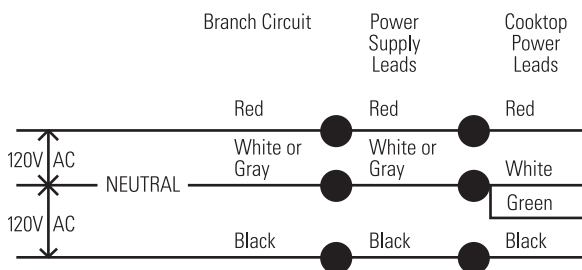 Branch Circuit
Power
Supply
Leads
Cooktop
Power
Leads
Red
Red
Red
120V AC
White or
Gray
White or
Gray
White
NEUTRAL
Green
120V AC
Black
Black
Black